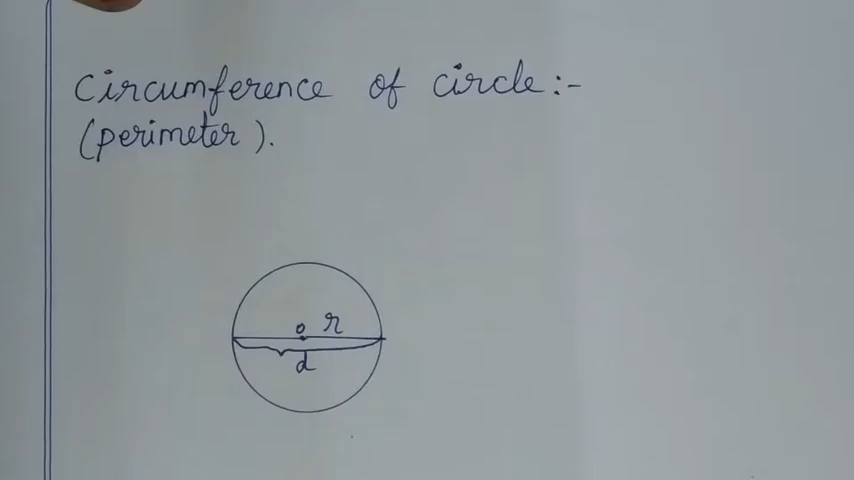 Circumference of circle:-
(perimeter).
o r
d